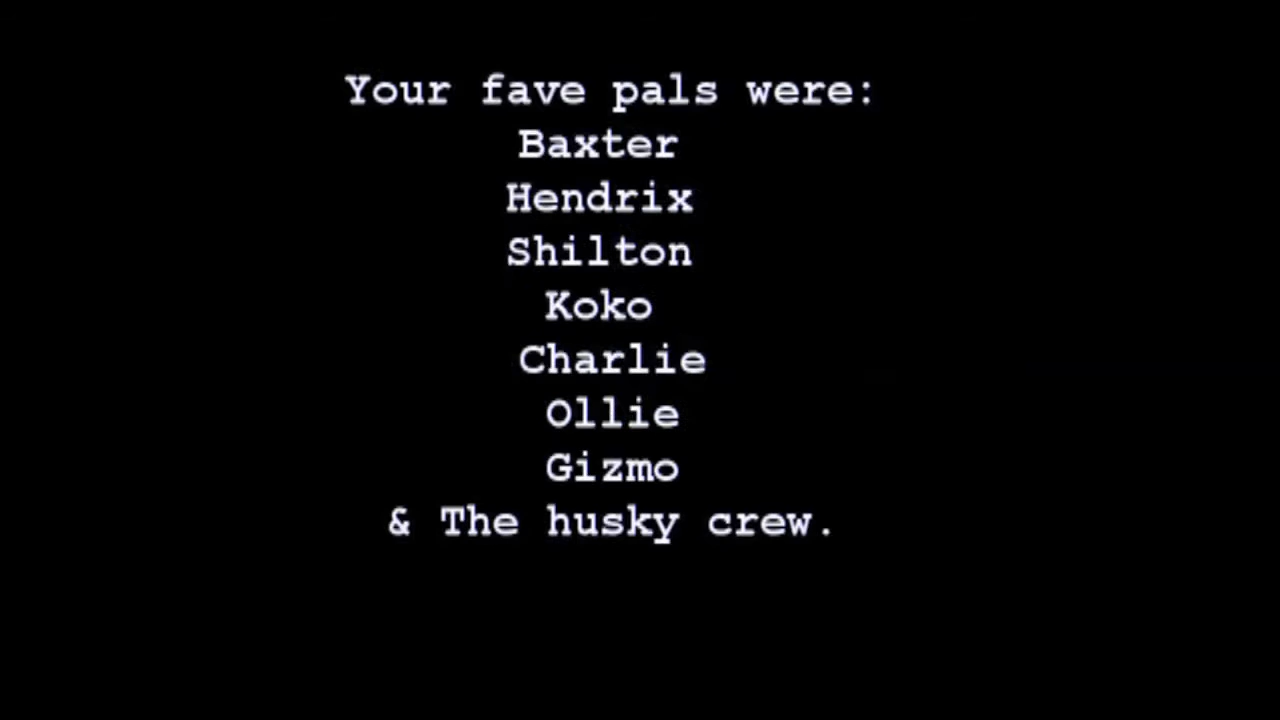 Your fave pals were:
Baxter
Hendrix
Shilton
Koko
Charlie
Ollie
Gizmo
& The husky crew.